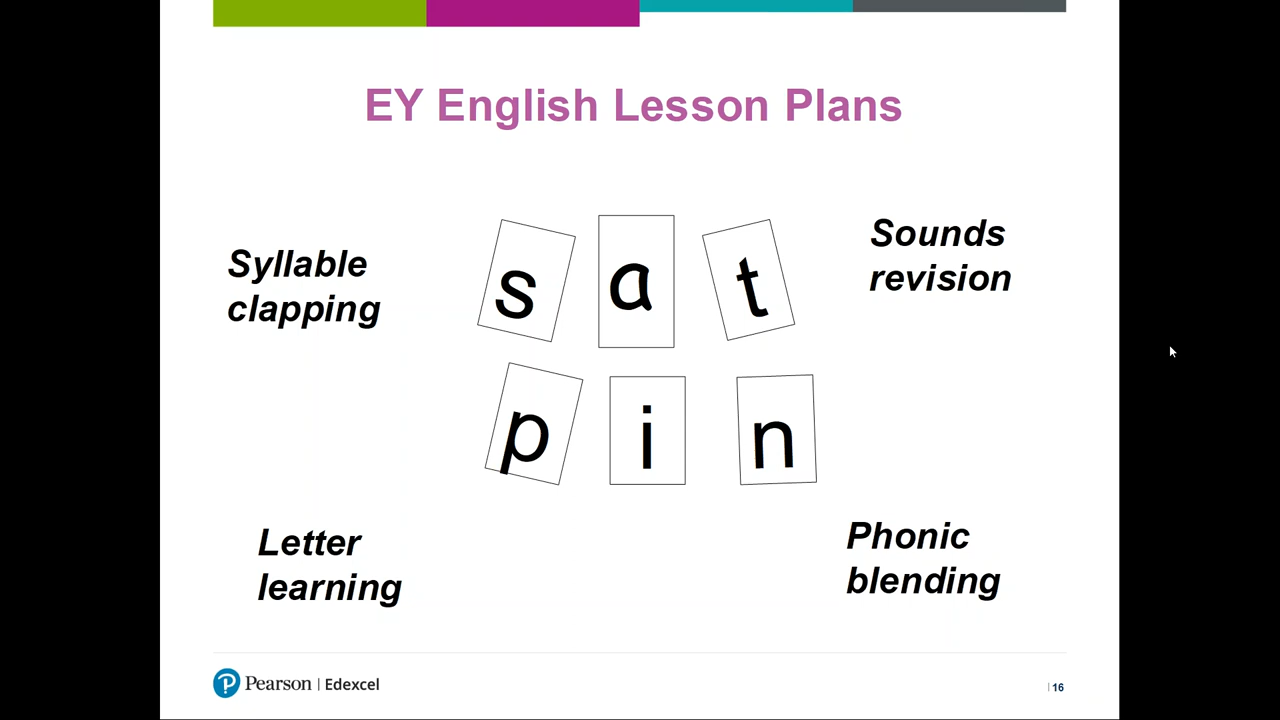 EY English Lesson Plans
Syllable
clapping
s a t
Sounds
revision
p i n
Letter
learning
Phonic
blending
Pearson | Edexcel
| 16